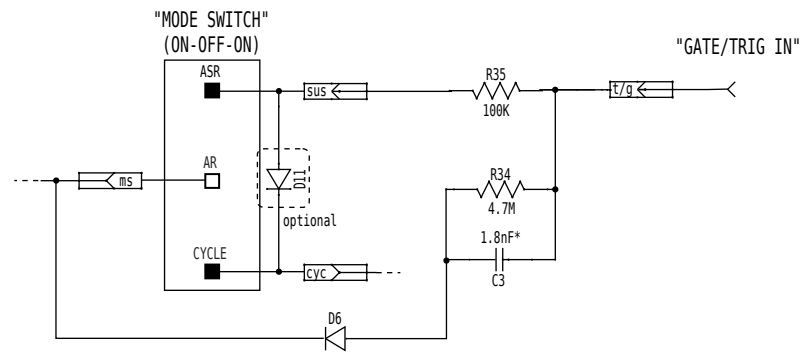 "MODE SWITCH"
(ON-OFF-ON)
"GATE/TRIG IN"
ASR
sus
R35
100K
t/g
AR
ms
D11
optional
R34
4.7M
1.8nF*
C3
CYCLE
cyc
D6